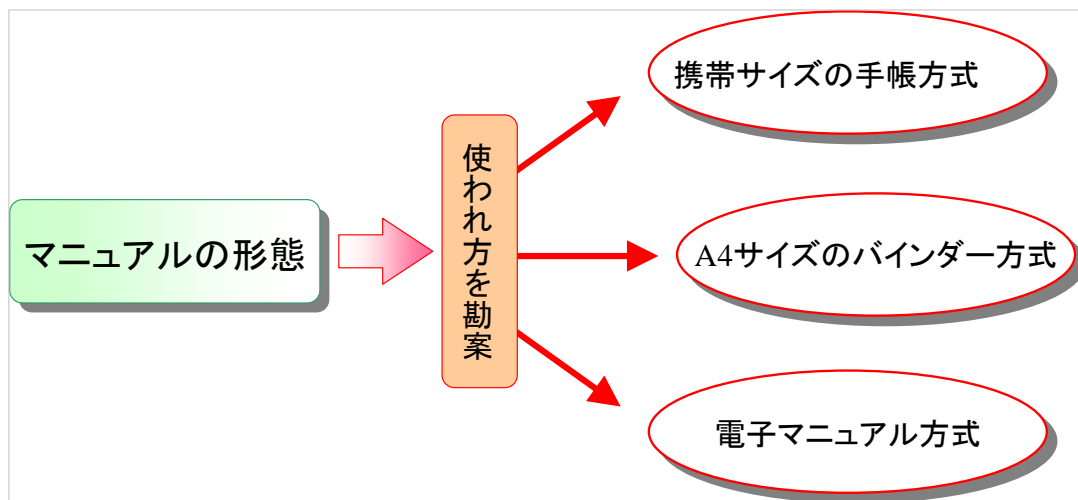 マニュアルの形態
使われ方を勘案
携帯サイズの手帳方式
A4サイズのバインダー方式
電子マニュアル方式